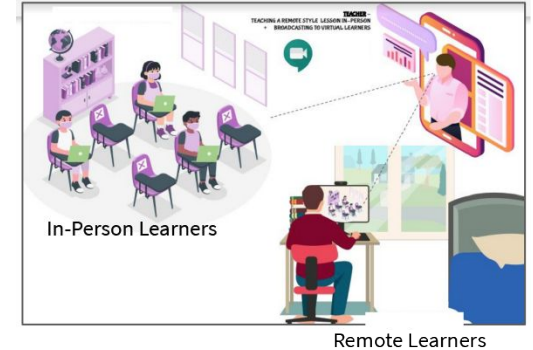 TEACHER -
TEACHING A REMOTE STYLE LESSON IN-PERSON
+ BROADCASTING TO VIRTUAL LEARNERS
In-Person Learners
Remote Learners